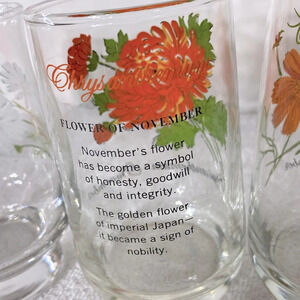 Chrysanthemum
FLOWER OF NOVEMBER
November's flower
has become a symbol
of honesty, goodwill
and integrity.
The golden flower
of imperial Japan—
it became a sign of
nobility.